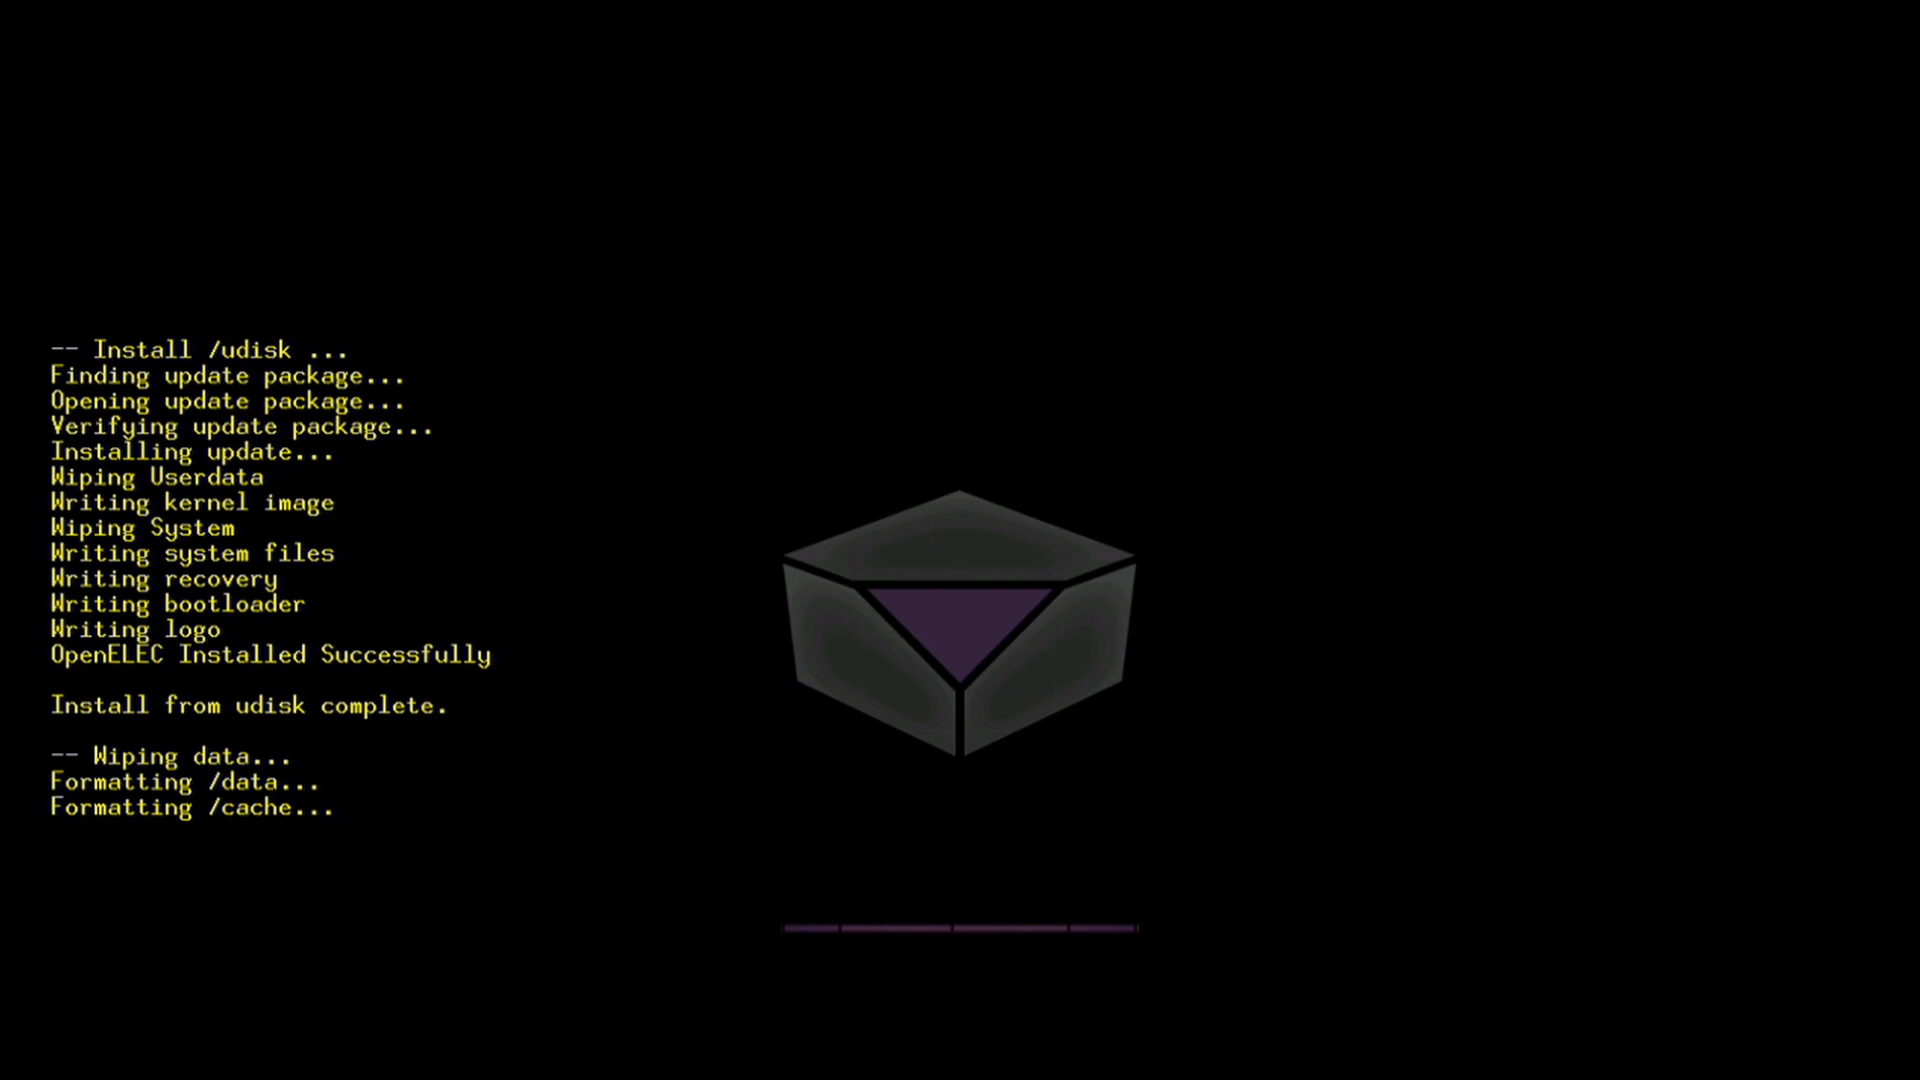 -- Install /udisk ...
Finding update package...
Opening update package...
Verifying update package...
Installing update...
Wiping Userdata
Writing kernel image
Wiping System
Writing system files
Writing recovery
Writing bootloader
Writing logo
OpenELEC Installed Successfully
Install from udisk complete.
-- Wiping data...
Formatting /data...
Formatting /cache...